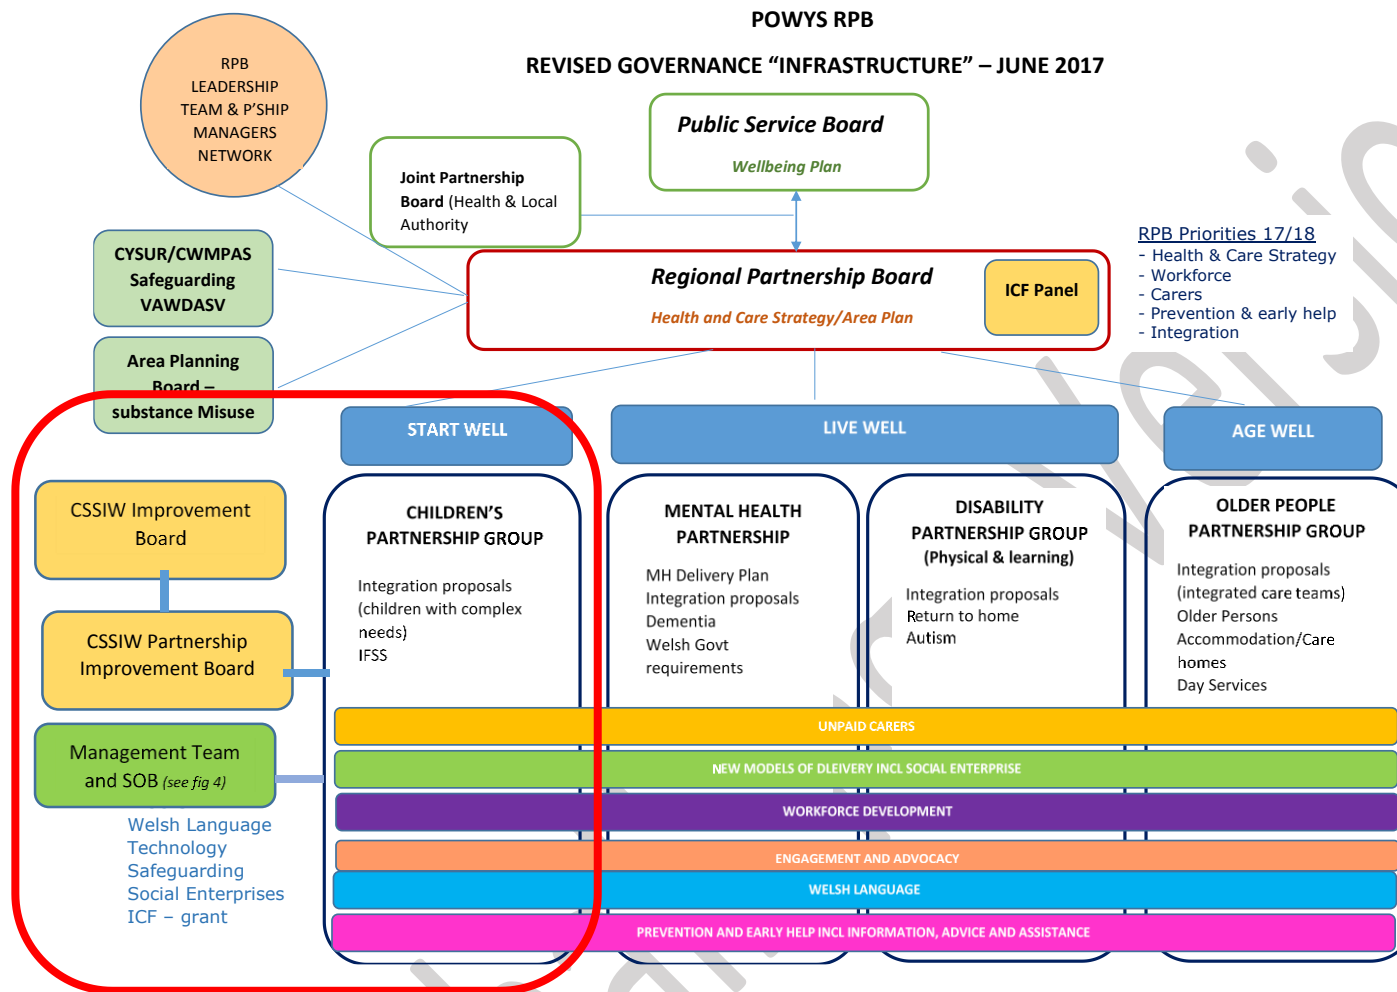 POWYS RPB
REVISED GOVERNANCE “INFRASTRUCTURE” – JUNE 2017
RPB
LEADERSHIP
TEAM & P’SHIP
MANAGERS
NETWORK
Public Service Board
Wellbeing Plan
Joint Partnership
Board (Health & Local
Authority
CYSUR/CWMPAS
Safeguarding
VAWDASV
Regional Partnership Board
Health and Care Strategy/Area Plan
ICF Panel
RPB Priorities 17/18
- Health & Care Strategy
- Workforce
- Carers
- Prevention & early help
- Integration
Area Planning
Board –
substance Misuse
START WELL
LIVE WELL
AGE WELL
CSSIW Improvement
Board
CSSIW Partnership
Improvement Board
Management Team
and SOB (see fig 4)
Welsh Language
Technology
Safeguarding
Social Enterprises
ICF – grant
CHILDREN’S
PARTNERSHIP GROUP
Integration proposals
(children with complex
needs)
IFSS
MENTAL HEALTH
PARTNERSHIP
MH Delivery Plan
Integration proposals
Dementia
Welsh Govt
requirements
DISABILITY
PARTNERSHIP GROUP
(Physical & learning)
Integration proposals
Return to home
Autism
OLDER PEOPLE
PARTNERSHIP GROUP
Integration proposals
(integrated care teams)
Older Persons
Accommodation/Care
homes
Day Services
UNPAID CARERS
NEW MODELS OF DLEIVERY INCL SOCIAL ENTERPRISE
WORKFORCE DEVELOPMENT
ENGAGEMENT AND ADVOCACY
WELSH LANGUAGE
PREVENTION AND EARLY HELP INCL INFORMATION, ADVICE AND ASSISTANCE